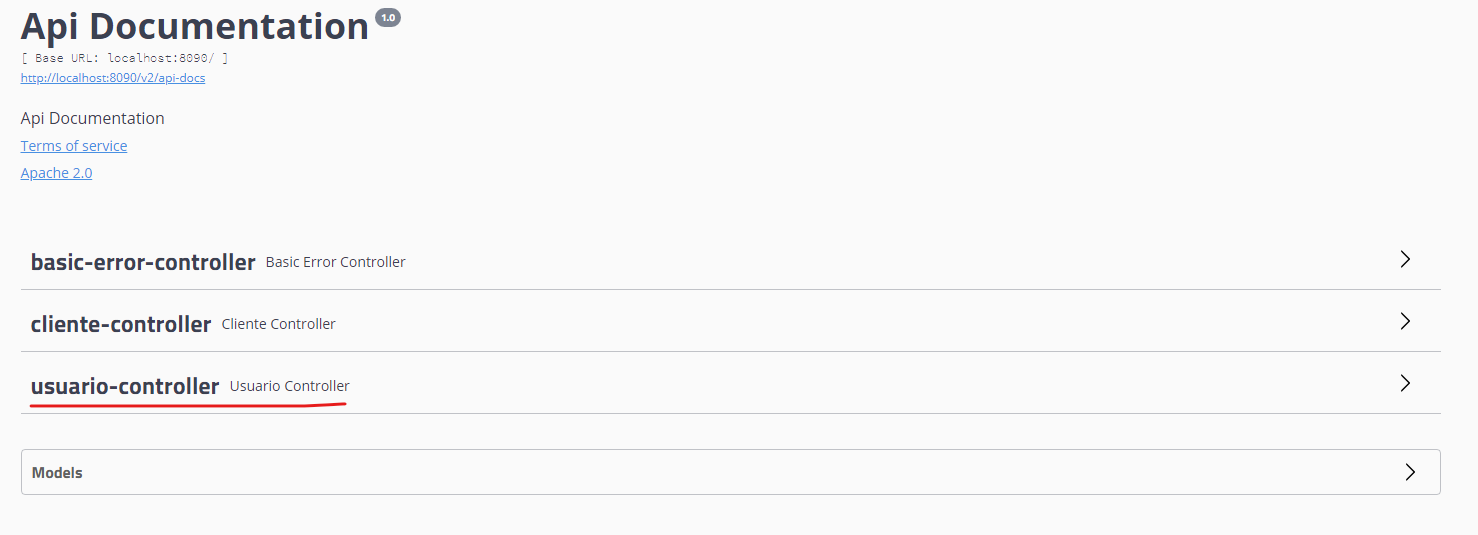 Api Documentation 1.0
[ Base URL: localhost:8090/ ]
http://localhost:8090/v2/api-docs
Api Documentation
Terms of service
Apache 2.0
basic-error-controller Basic Error Controller
cliente-controller Cliente Controller
usuario-controller Usuario Controller
Models